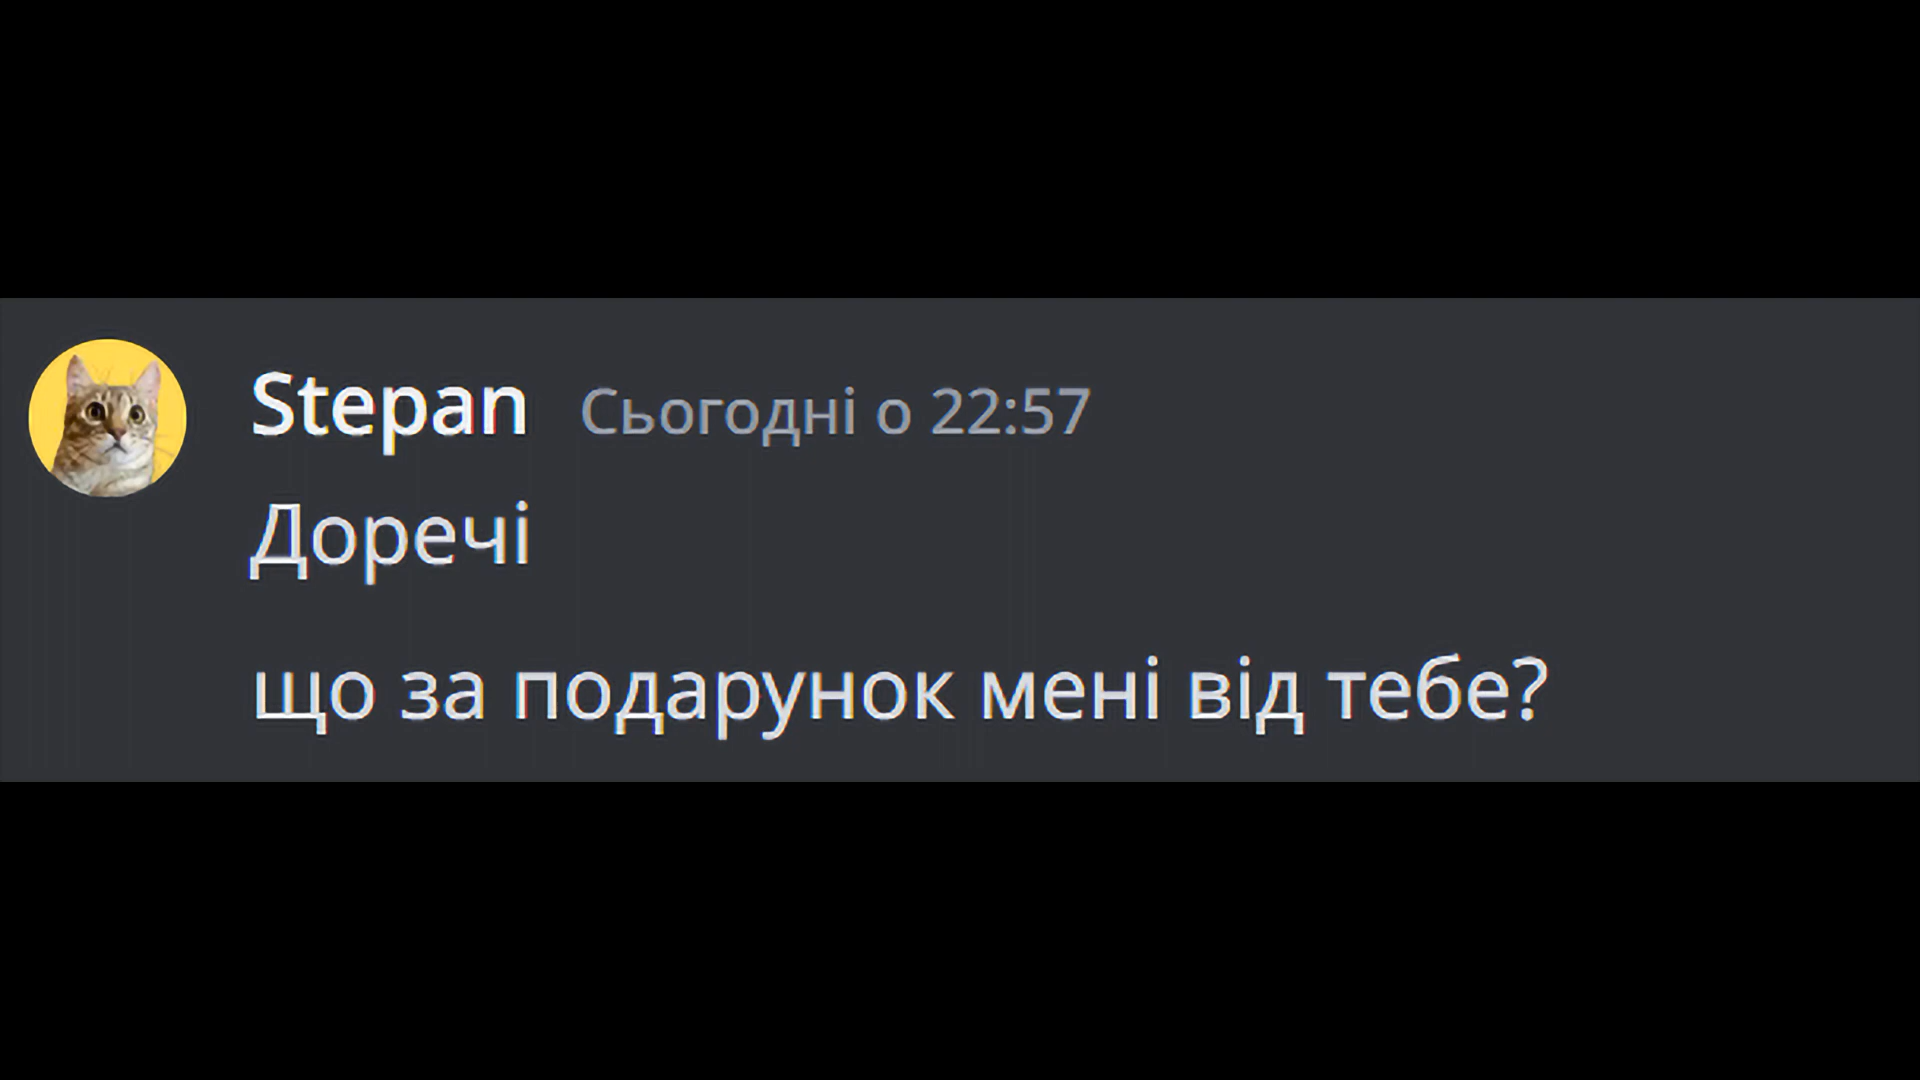 Stepan Сьогодні о 22:57
Доречі
що за подарунок мені від тебе?